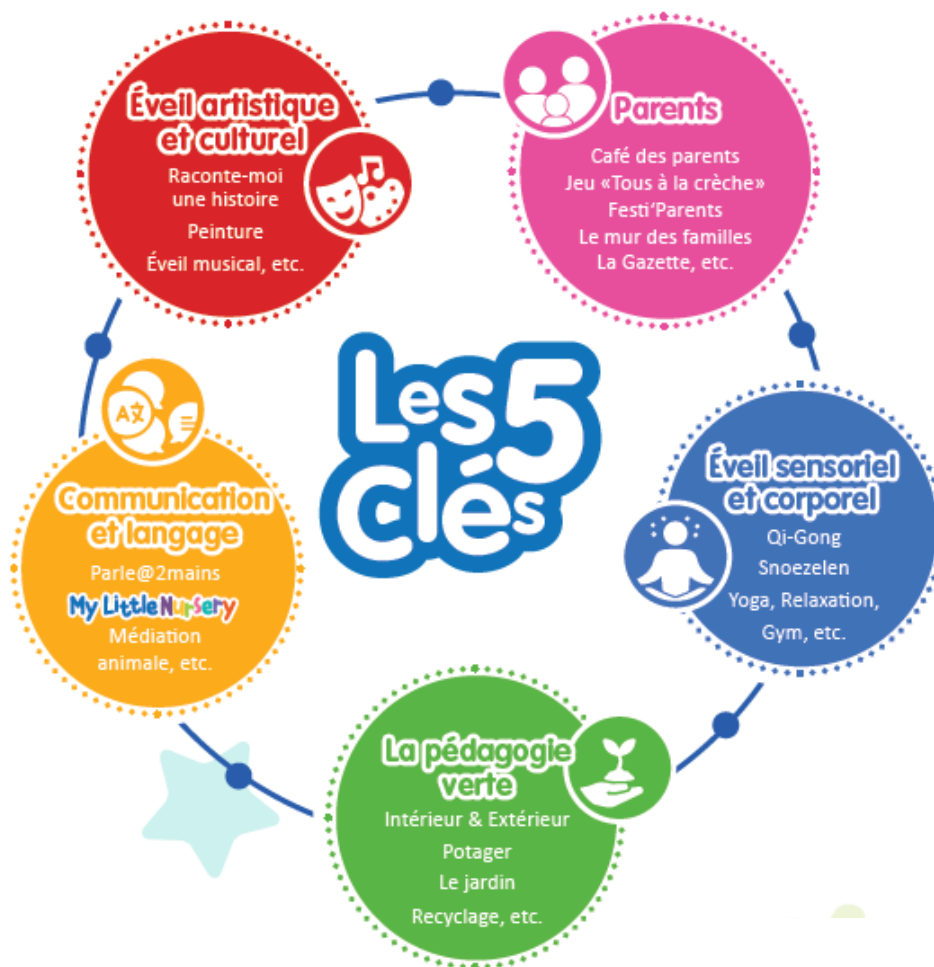 Éveil artistique
et culturel
Raconte-moi
une histoire
Peinture
Éveil musical, etc.
Parents
Café des parents
Jeu «Tous à la crèche»
Festi'Parents
Le mur des familles
La Gazette, etc.
Les 5
Clés
A文
Communication
et langage
Parle@2mains
My Little Nursery
Médiation
animale, etc.
Éveil sensoriel
et corporel
Qi-Gong
Snoezelen
Yoga, Relaxation,
Gym, etc.
La pédagogie
verte
Intérieur & Extérieur
Potager
Le jardin
Recyclage, etc.